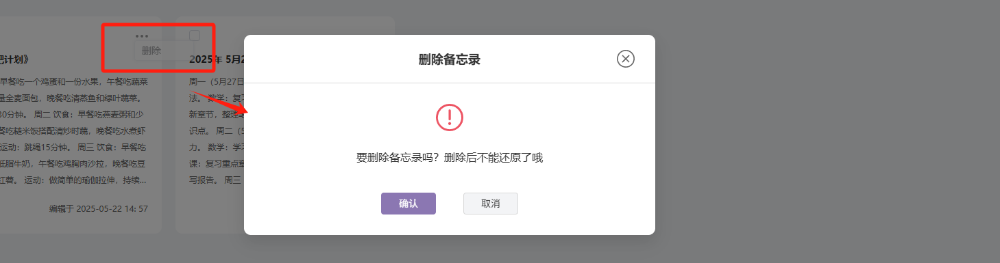 删除
吧计划》
早餐吃一个鸡蛋和一份水果，午餐吃蔬菜
量全麦面包，晚餐吃清蒸鱼和绿叶蔬菜。
30分钟。 周二 饮食：早餐吃燕麦粥和少
餐吃糙米饭搭配清炒时蔬，晚餐吃水煮虾
运动：跳绳15分钟。 周三 饮食：早餐吃
低脂牛奶，午餐吃鸡胸肉沙拉，晚餐吃豆
红薯。 运动：做简单的瑜伽拉伸，持续...
编辑于 2025-05-22 14: 57
2025年 5月2
周一（5月27日
法。 数学：复习
新章节，整理笔
识点。 周二（5
力。 数学：学习
课：复习重点章
写报告。 周三
删除备忘录
要删除备忘录吗？删除后不能还原了哦
确认
取消